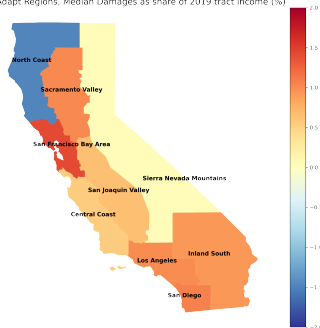 Adapt Regions, Median Damages as share of 2019 tract income (%)
2.0
North Coast
1.5
Sacramento Valley
1.0
San Francisco Bay Area
0.5
Sierra Nevada Mountains
0.0
San Joaquin Valley
Central Coast
−0.5
Inland South
Los Angeles
−1.0
San Diego
−1.5
−2.0